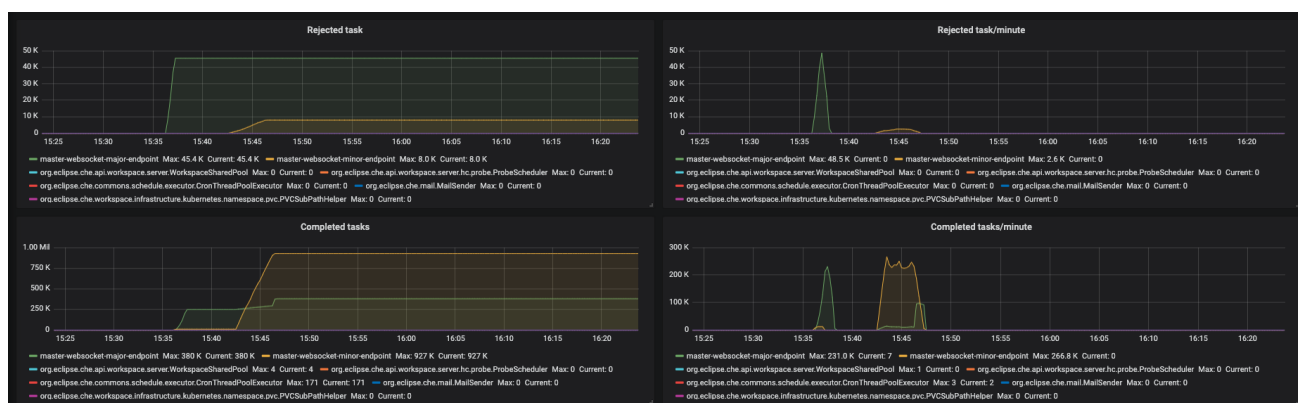 Rejected task
50 K
40 K
30 K
20 K
10 K
0
15:25 15:30 15:35 15:40 15:45 15:50 15:55 16:00 16:05 16:10 16:15 16:20
master-websocket-major-endpoint Max: 45.4 K Current: 45.4 K master-websocket-minor-endpoint Max: 8.0 K Current: 8.0 K
org.eclipse.che.api.workspace.server.WorkspaceSharedPool Max: 0 Current: 0 org.eclipse.che.api.workspace.server.hc.probe.ProbeScheduler Max: 0 Current: 0
org.eclipse.che.commons.schedule.executor.CronThreadPoolExecutor Max: 0 Current: 0 org.eclipse.che.mail.MailSender Max: 0 Current: 0
org.eclipse.che.workspace.infrastructure.kubernetes.namespace.pvc.PVCSubPathHelper Max: 0 Current: 0
Rejected task/minute
50 K
40 K
30 K
20 K
10 K
0
15:25 15:30 15:35 15:40 15:45 15:50 15:55 16:00 16:05 16:10 16:15 16:20
master-websocket-major-endpoint Max: 48.5 K Current: 0 master-websocket-minor-endpoint Max: 2.6 K Current: 0
org.eclipse.che.api.workspace.server.WorkspaceSharedPool Max: 0 Current: 0 org.eclipse.che.api.workspace.server.hc.probe.ProbeScheduler Max: 0 Current: 0
org.eclipse.che.commons.schedule.executor.CronThreadPoolExecutor Max: 0 Current: 0 org.eclipse.che.mail.MailSender Max: 0 Current: 0
org.eclipse.che.workspace.infrastructure.kubernetes.namespace.pvc.PVCSubPathHelper Max: 0 Current: 0
Completed tasks
1.00 Mil
750 K
500 K
250 K
0
15:25 15:30 15:35 15:40 15:45 15:50 15:55 16:00 16:05 16:10 16:15 16:20
master-websocket-major-endpoint Max: 380 K Current: 380 K master-websocket-minor-endpoint Max: 927 K Current: 927 K
org.eclipse.che.api.workspace.server.WorkspaceSharedPool Max: 4 Current: 4 org.eclipse.che.api.workspace.server.hc.probe.ProbeScheduler Max: 0 Current: 0
org.eclipse.che.commons.schedule.executor.CronThreadPoolExecutor Max: 171 Current: 171 org.eclipse.che.mail.MailSender Max: 0 Current: 0
org.eclipse.che.workspace.infrastructure.kubernetes.namespace.pvc.PVCSubPathHelper Max: 0 Current: 0
Completed tasks/minute
300 K
200 K
100 K
0
15:25 15:30 15:35 15:40 15:45 15:50 15:55 16:00 16:05 16:10 16:15 16:20
master-websocket-major-endpoint Max: 231.0 K Current: 7 master-websocket-minor-endpoint Max: 266.8 K Current: 0
org.eclipse.che.api.workspace.server.WorkspaceSharedPool Max: 1 Current: 0 org.eclipse.che.api.workspace.server.hc.probe.ProbeScheduler Max: 0 Current: 0
org.eclipse.che.commons.schedule.executor.CronThreadPoolExecutor Max: 3 Current: 2 org.eclipse.che.mail.MailSender Max: 0 Current: 0
org.eclipse.che.workspace.infrastructure.kubernetes.namespace.pvc.PVCSubPathHelper Max: 0 Current: 0